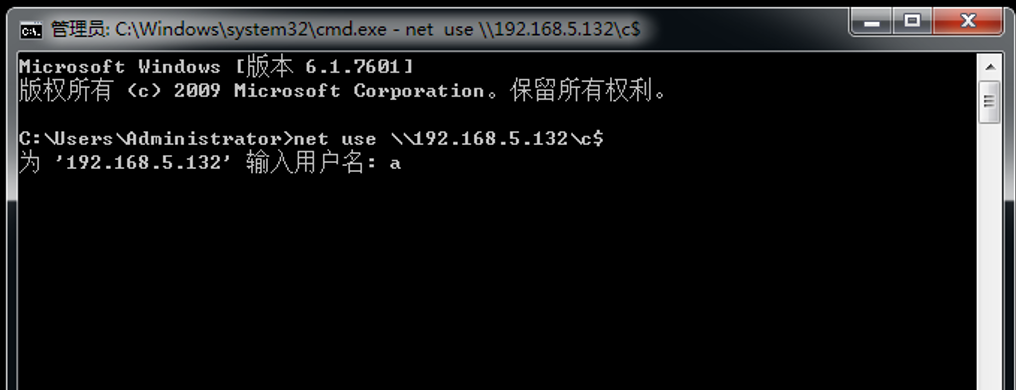 管理员: C:\Windows\system32\cmd.exe - net  use \\192.168.5.132\c$
Microsoft Windows [版本 6.1.7601]
版权所有 (c) 2009 Microsoft Corporation。保留所有权利。
C:\Users\Administrator>net use \\192.168.5.132\c$
为 '192.168.5.132' 输入用户名: a